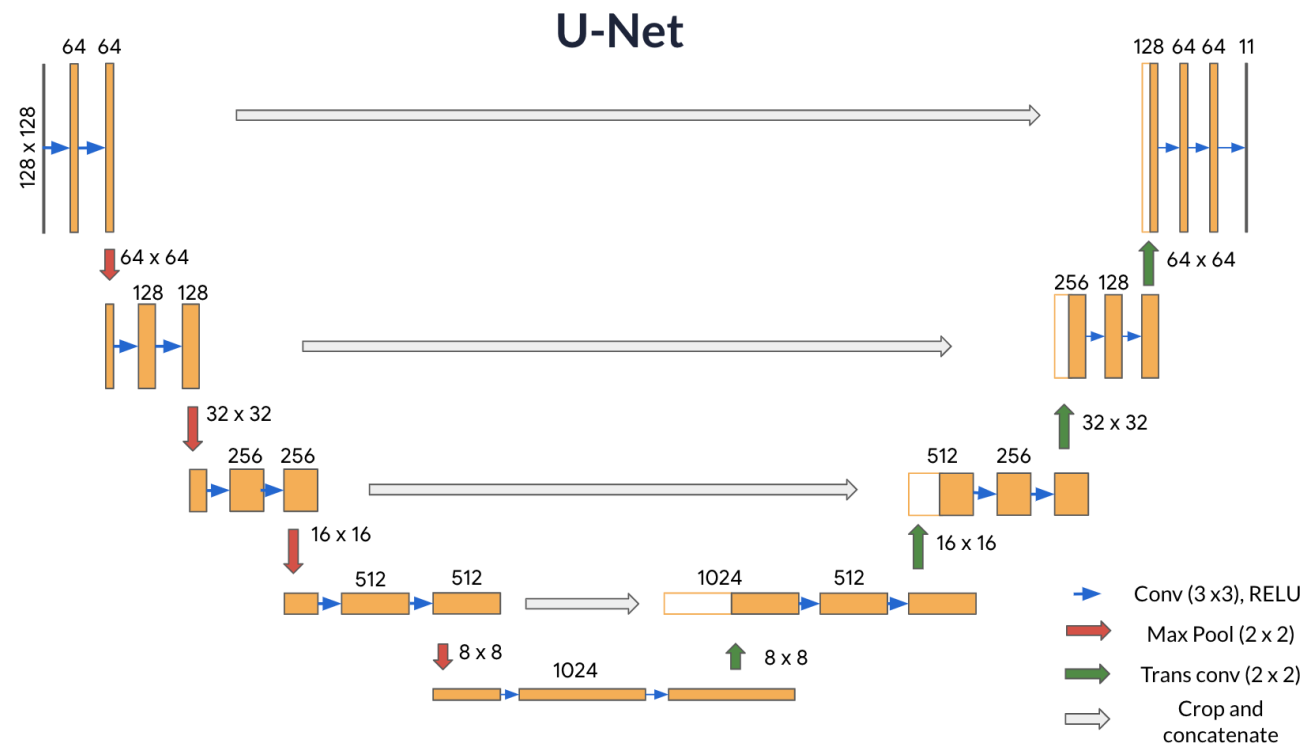 U-Net
64 64
128 64 64 11
128 x 128
64 x 64
64 x 64
128 128
256 128
32 x 32
32 x 32
256 256
512 256
16 x 16
16 x 16
512 512
1024 512
Conv (3 x3), RELU
Max Pool (2 x 2)
8 x 8
8 x 8
1024
Trans conv (2 x 2)
Crop and
concatenate